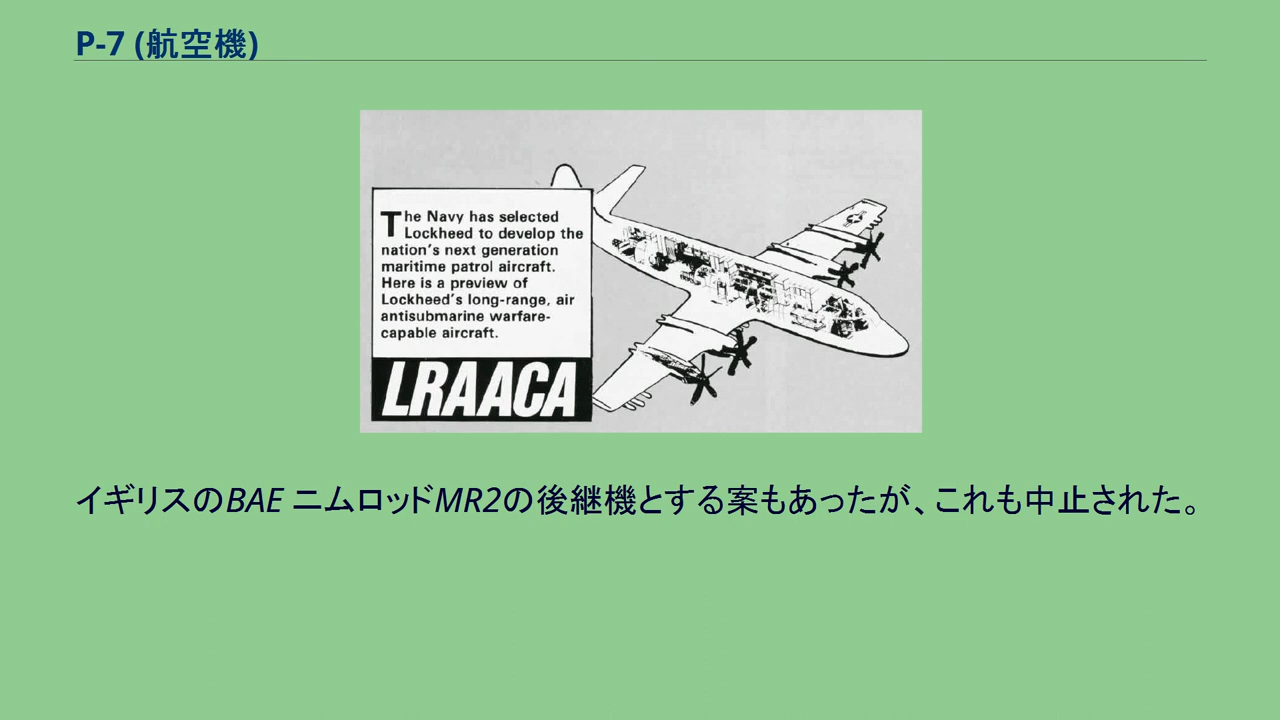 P-7 (航空機)
The Navy has selected
Lockheed to develop the
nation's next generation
maritime patrol aircraft.
Here is a preview of
Lockheed's long-range, air
antisubmarine warfare-
capable aircraft.
LRAACA
イギリスのBAE ニムロッドMR2の後継機とする案もあったが、これも中止された。